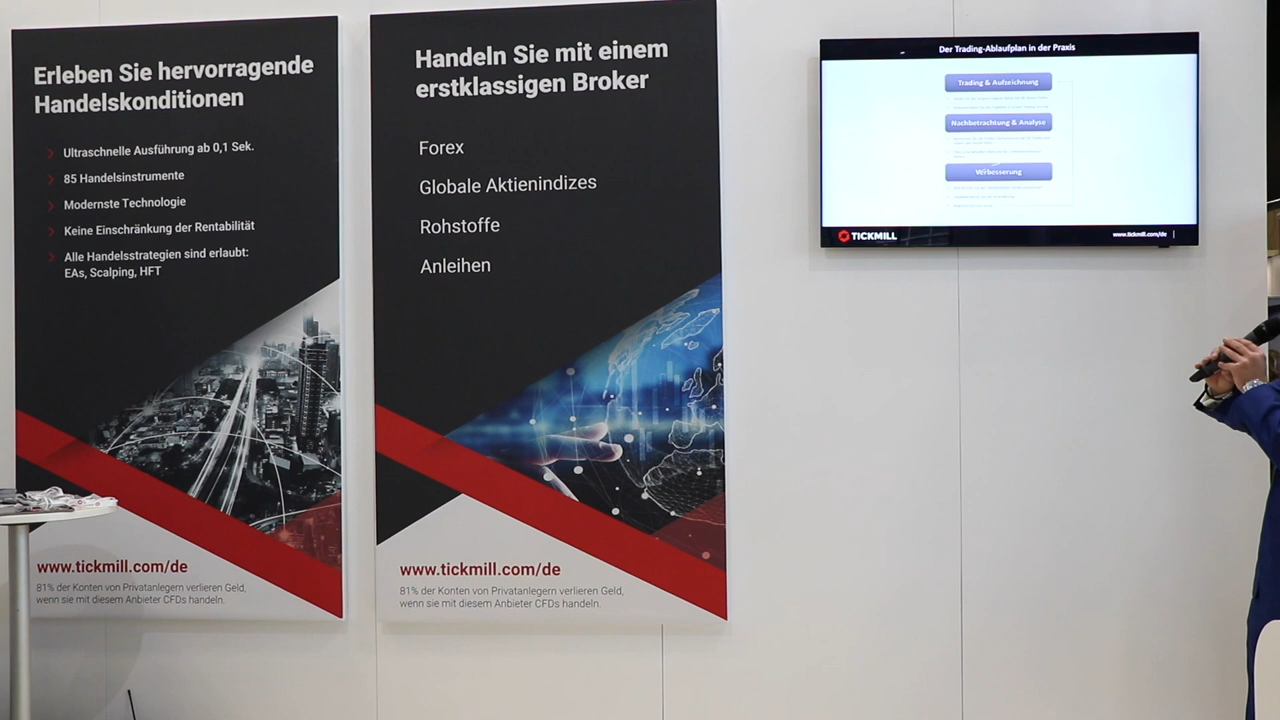 Erleben Sie hervorragende
Handelskonditionen
Ultraschnelle Ausführung ab 0,1 Sek.
85 Handelsinstrumente
Modernste Technologie
Keine Einschränkung der Rentabilität
Alle Handelsstrategien sind erlaubt:
EAs, Scalping, HFT
www.tickmill.com/de
81% der Konten von Privatanlegern verlieren Geld,
wenn sie mit diesem Anbieter CFDs handeln.
Handeln Sie mit einem
erstklassigen Broker
Forex
Globale Aktienindizes
Rohstoffe
Anleihen
www.tickmill.com/de
81% der Konten von Privatanlegern verlieren Geld,
wenn sie mit diesem Anbieter CFDs handeln.
Der Trading-Ablaufplan in der Praxis
Trading & Aufzeichnung
Nachbetrachtung & Analyse
Verbesserung
TICKMILL
www.tickmill.com/de